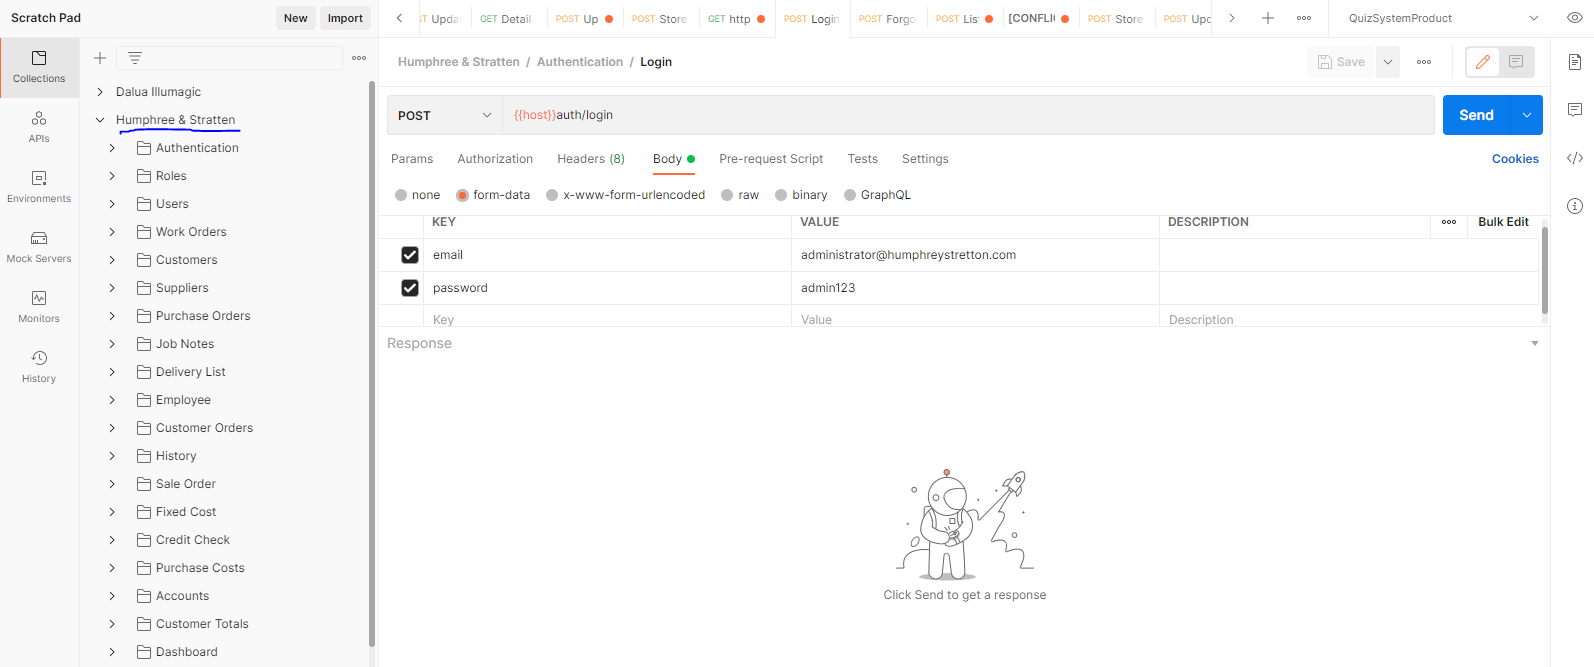 Scratch Pad
New
Import
Collections
APIs
Environments
Mock Servers
Monitors
History
Dalua Illumagic
Humphree & Stratten
Authentication
Roles
Users
Work Orders
Customers
Suppliers
Purchase Orders
Job Notes
Delivery List
Employee
Customer Orders
History
Sale Order
Fixed Cost
Credit Check
Purchase Costs
Accounts
Customer Totals
Dashboard
ST Upda
GET Detail
POST Up
POST Store
GET http
POST Login
POST Forgo
POST Lis
[CONFLI
POST Store
POST Upd
QuizSystemProduct
Humphree & Stratten / Authentication / Login
Save
POST
{{host}}auth/login
Send
Params Authorization Headers (8) Body Pre-request Script Tests Settings
Cookies
none form-data x-www-form-urlencoded raw binary GraphQL
KEY VALUE DESCRIPTION Bulk Edit
email administrator@humphreystretton.com
password admin123
Key Value Description
Response
Click Send to get a response